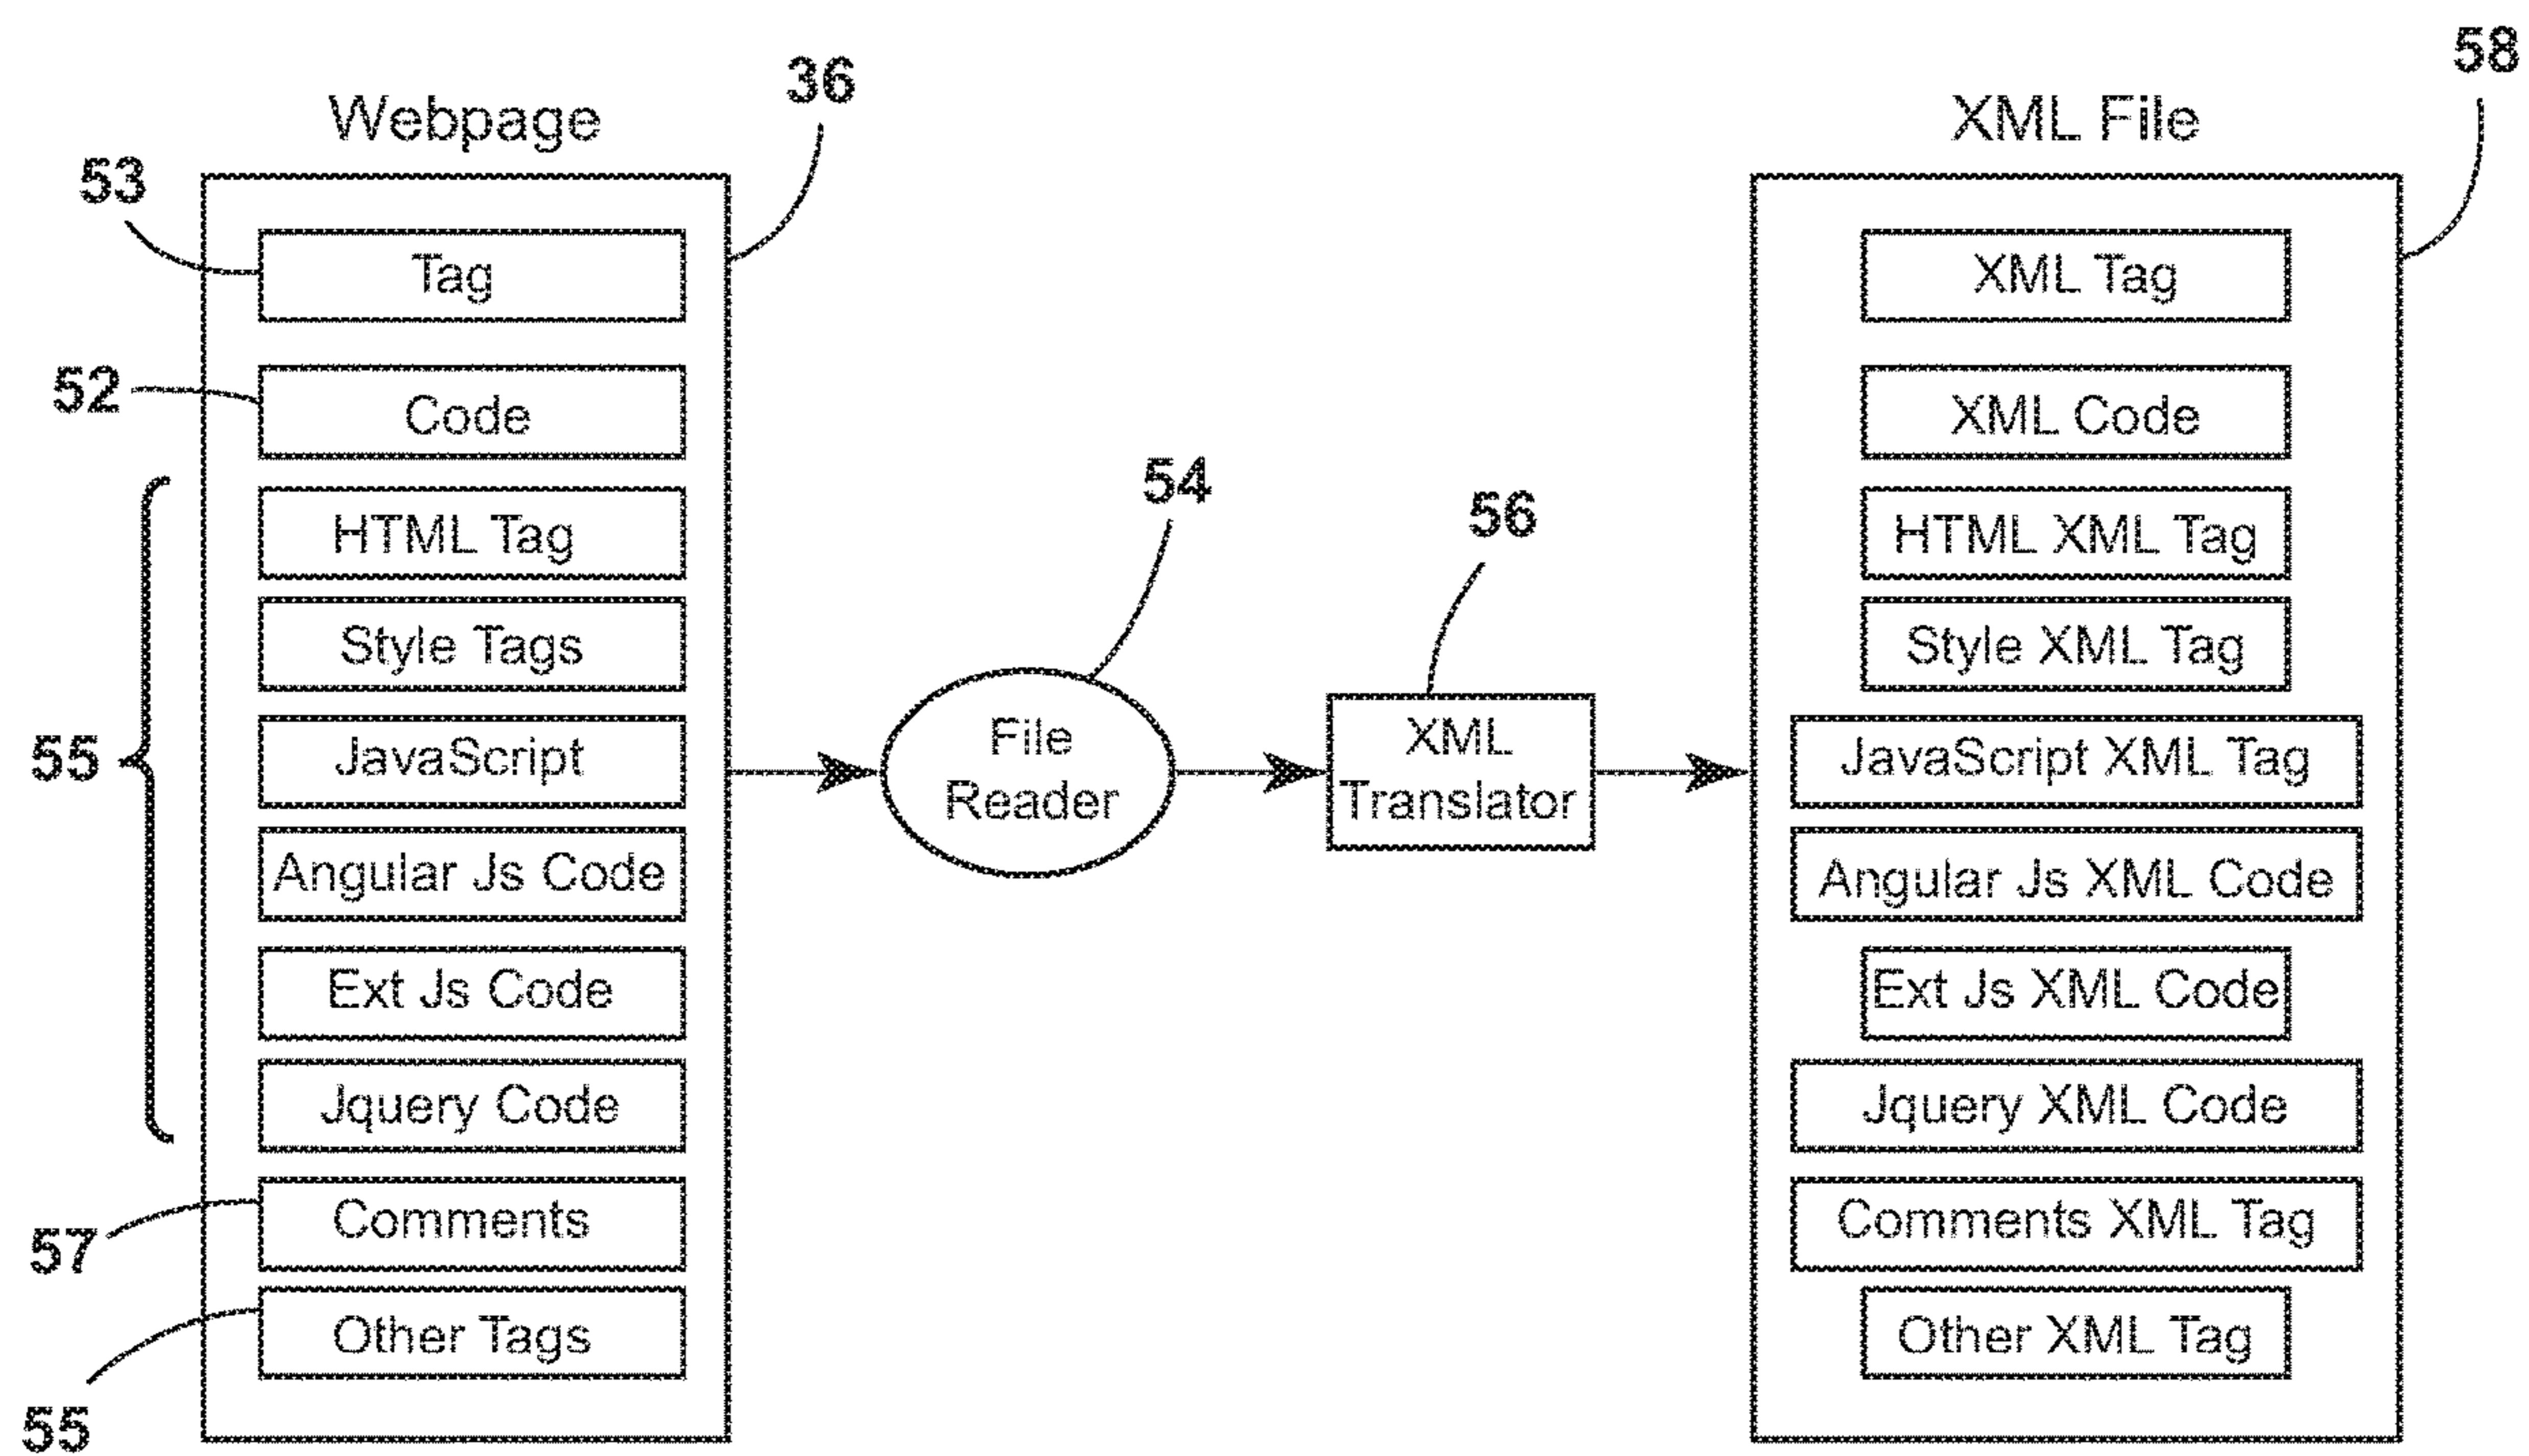 Webpage
36
53
Tag
52
Code
55
HTML Tag
Style Tags
JavaScript
Angular Js Code
Ext Js Code
Jquery Code
57
Comments
55
Other Tags
54
File
Reader
56
XML
Translator
XML File
58
XML Tag
XML Code
HTML XML Tag
Style XML Tag
JavaScript XML Tag
Angular Js XML Code
Ext Js XML Code
Jquery XML Code
Comments XML Tag
Other XML Tag